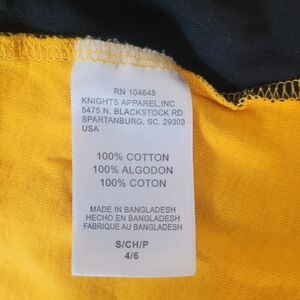 RN 104648
KNIGHTS APPAREL,INC
5475 N. BLACKSTOCK RD
SPARTANBURG, SC. 29303
USA
100% COTTON
100% ALGODON
100% COTON
MADE IN BANGLADESH
HECHO EN BANGLADESH
FABRIQUE AU BANGLADESH
S/CH/P
4/6